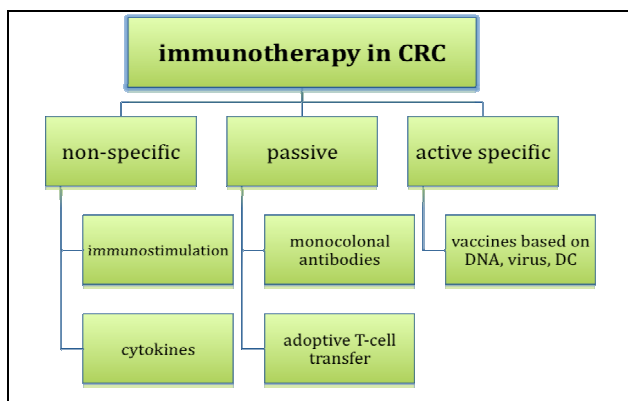 immunotherapy in CRC
non-specific
passive
active specific
immunostimulation
monocolonal
antibodies
vaccines based on
DNA, virus, DC
cytokines
adoptive T-cell
transfer